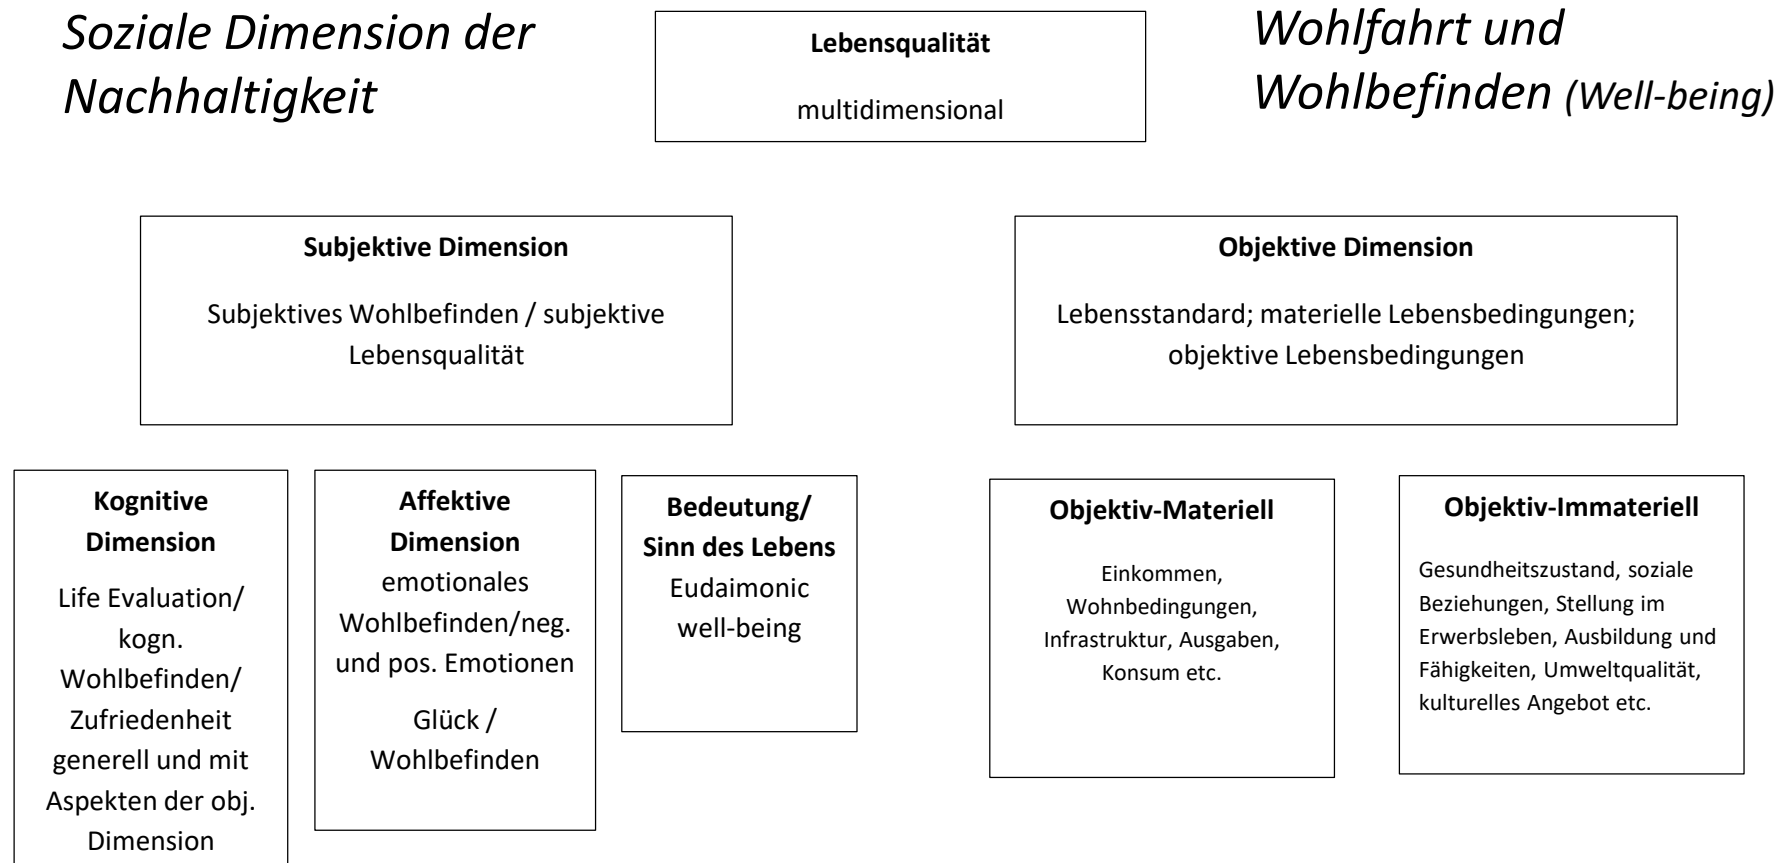 Soziale Dimension der
Nachhaltigkeit
Lebensqualität
multidimensional
Wohlfahrt und
Wohlbefinden (Well-being)
Subjektive Dimension
Subjektives Wohlbefinden / subjektive
Lebensqualität
Objektive Dimension
Lebensstandard; materielle Lebensbedingungen;
objektive Lebensbedingungen
Kognitive
Dimension
Life Evaluation/
kogn.
Wohlbefinden/
Zufriedenheit
generell und mit
Aspekten der obj.
Dimension
Affektive
Dimension
emotionales
Wohlbefinden/neg.
und pos. Emotionen
Glück /
Wohlbefinden
Bedeutung/
Sinn des Lebens
Eudaimonic
well-being
Objektiv-Materiell
Einkommen,
Wohnbedingungen,
Infrastruktur, Ausgaben,
Konsum etc.
Objektiv-Immateriell
Gesundheitszustand, soziale
Beziehungen, Stellung im
Erwerbsleben, Ausbildung und
Fähigkeiten, Umweltqualität,
kulturelles Angebot etc.